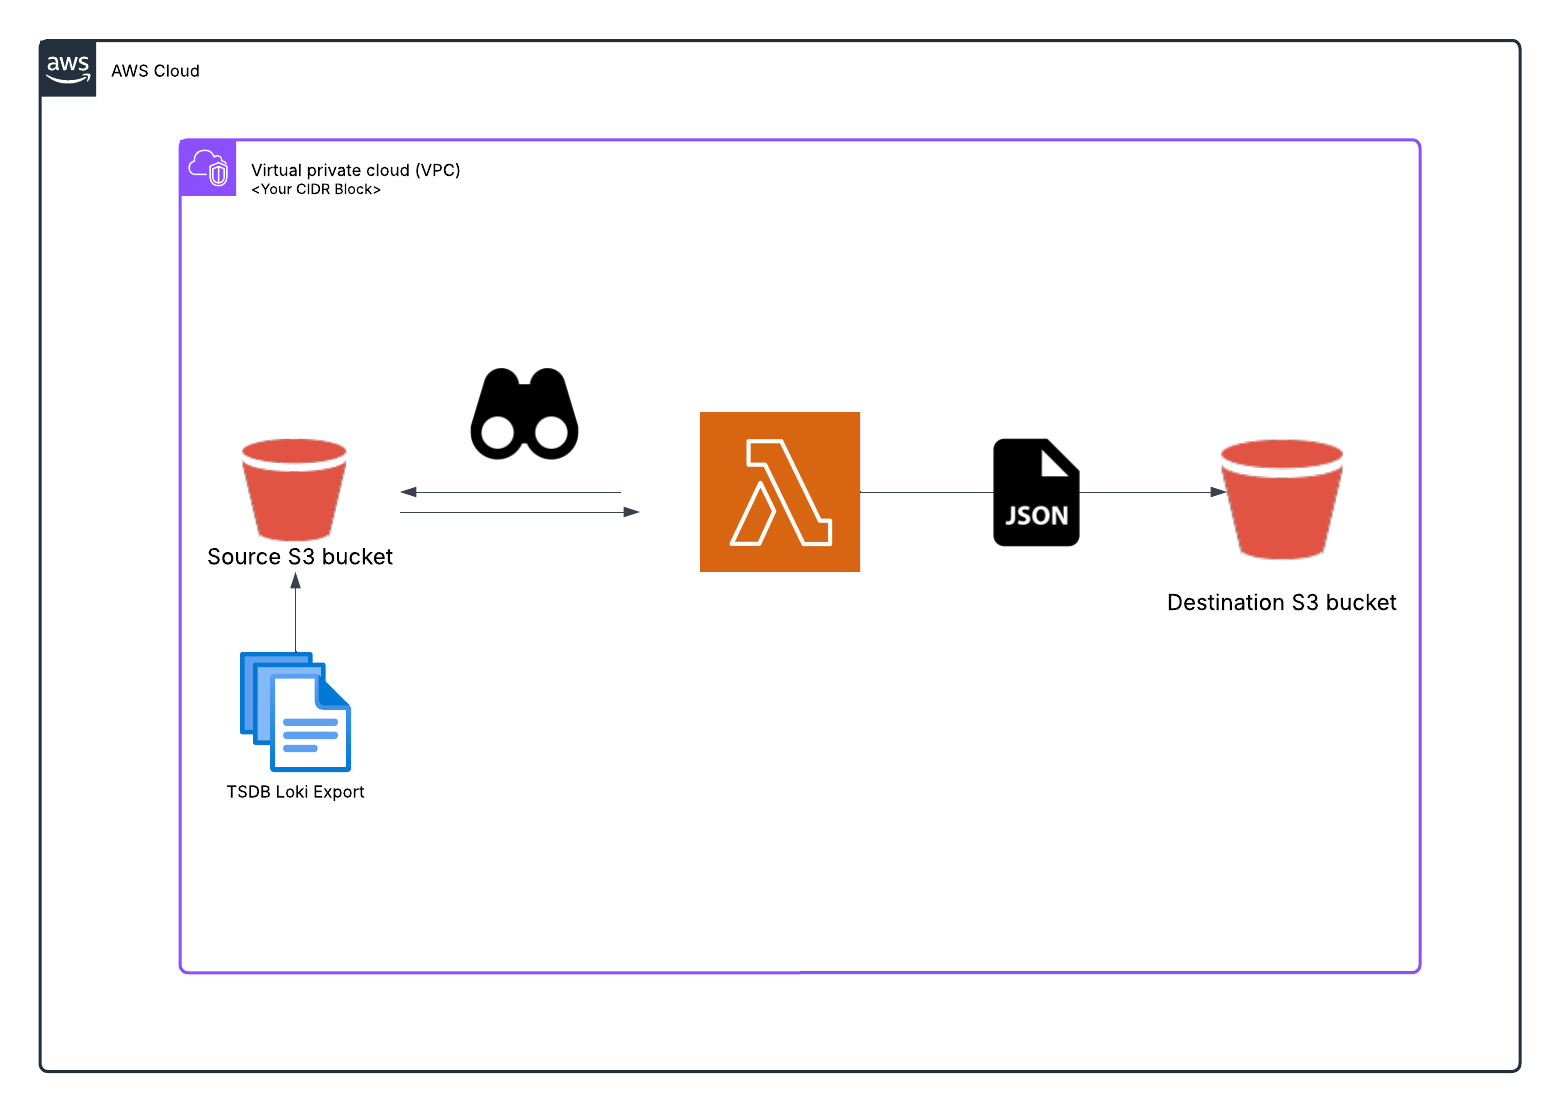 aws
AWS Cloud
Virtual private cloud (VPC)
<Your CIDR Block>
JSON
Source S3 bucket
Destination S3 bucket
TSDB Loki Export